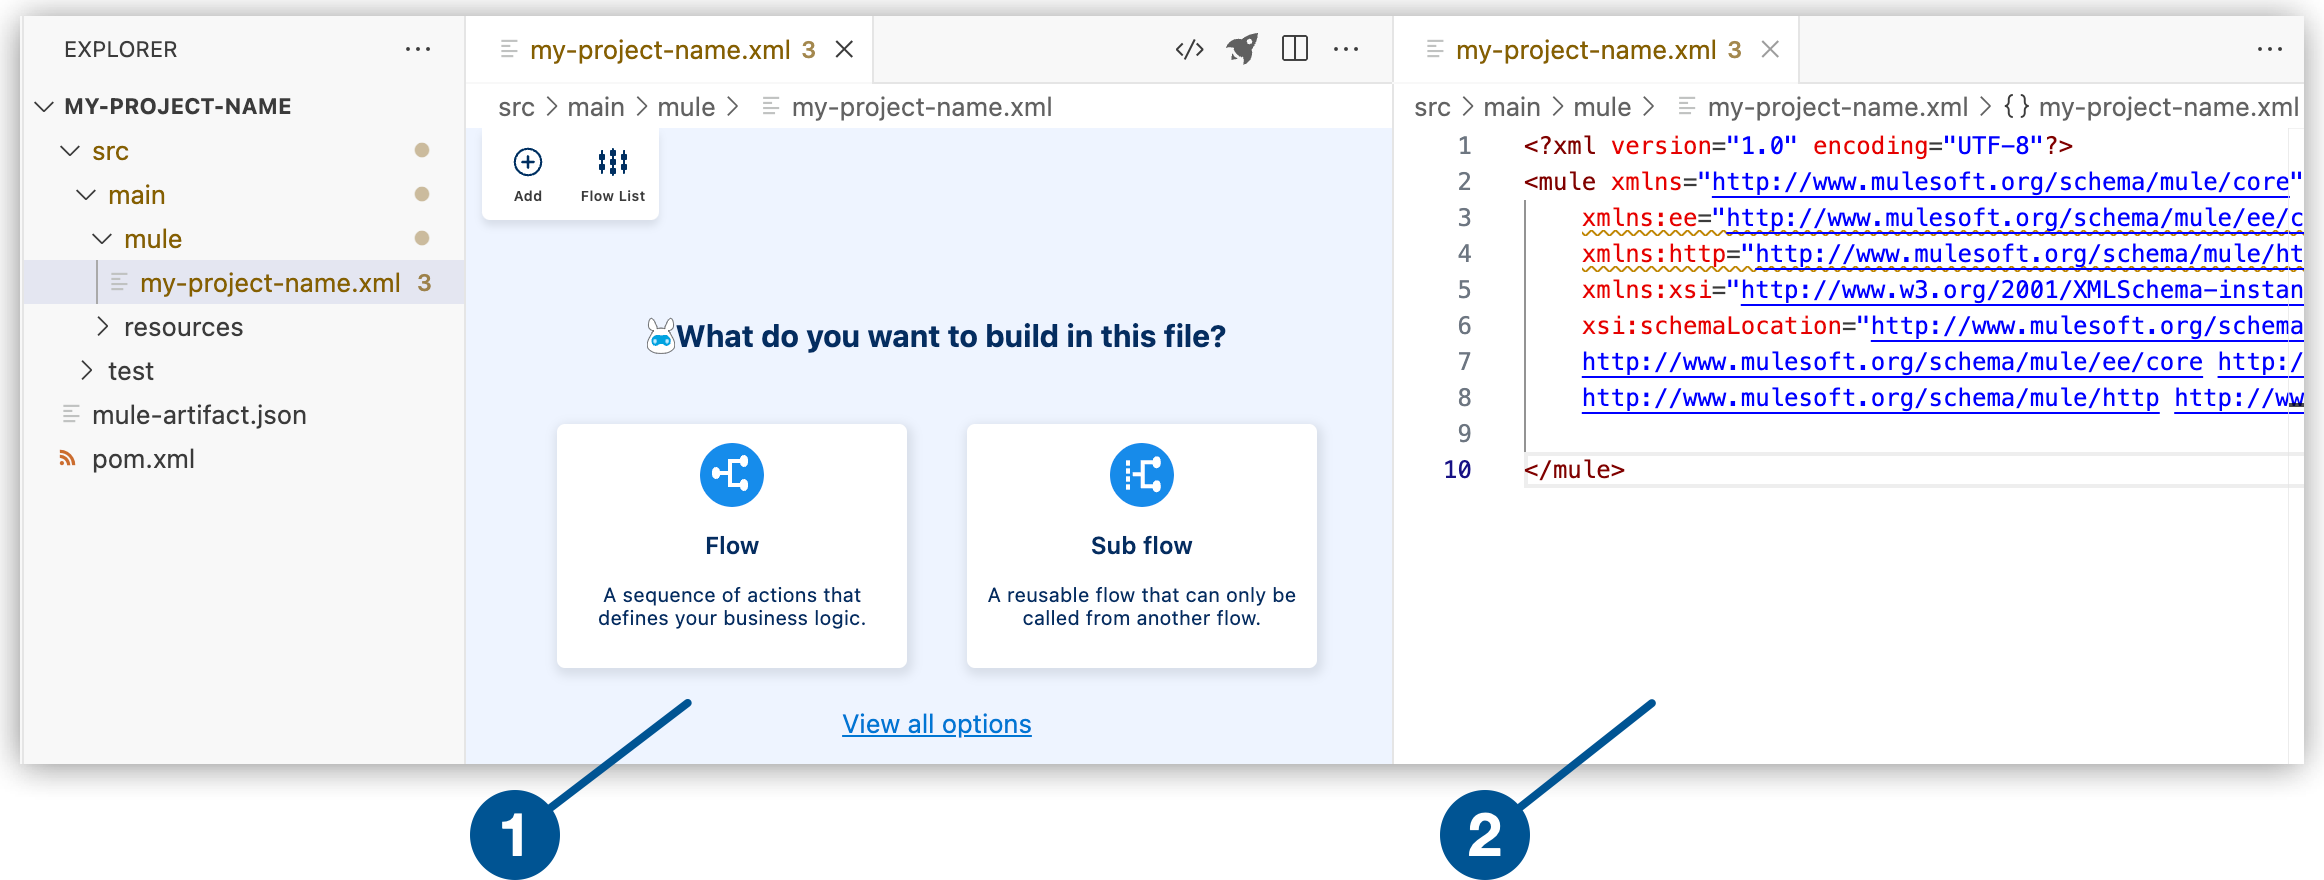 EXPLORER
MY-PROJECT-NAME
src
main
mule
my-project-name.xml 3
resources
test
mule-artifact.json
pom.xml
my-project-name.xml 3
src > main > mule > my-project-name.xml
Add
Flow List
What do you want to build in this file?
Flow
A sequence of actions that
defines your business logic.
Sub flow
A reusable flow that can only be
called from another flow.
View all options
my-project-name.xml 3
src > main > mule > my-project-name.xml > {} my-project-name.xml
1 <?xml version="1.0" encoding="UTF-8"?>
2 <mule xmlns="http://www.mulesoft.org/schema/mule/core"
3 xmlns:ee="http://www.mulesoft.org/schema/mule/ee/c
4 xmlns:http="http://www.mulesoft.org/schema/mule/ht
5 xmlns:xsi="http://www.w3.org/2001/XMLSchema-instan
6 xsi:schemaLocation="http://www.mulesoft.org/schema
7 http://www.mulesoft.org/schema/mule/ee/core http:/
8 http://www.mulesoft.org/schema/mule/http http://ww
9
10 </mule>
1
2